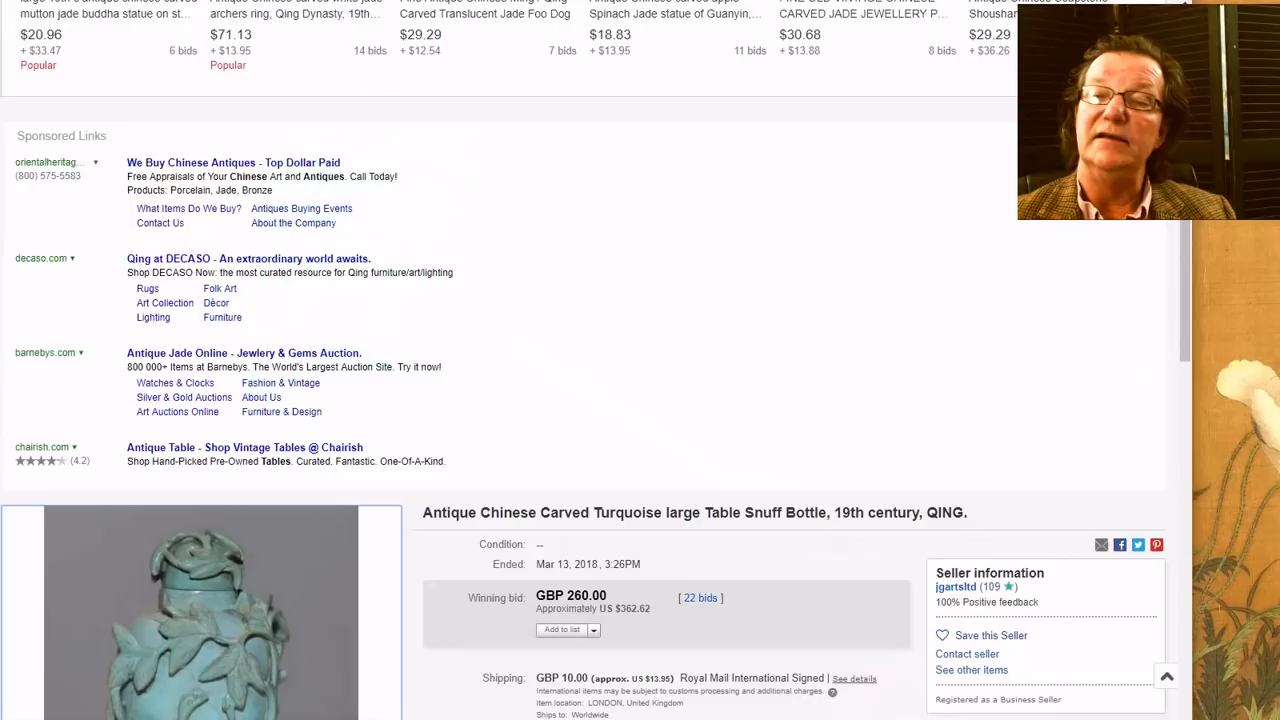 mutton jade buddha statue on st...
archers ring, Qing Dynasty, 19th...
Carved Translucent Jade Foo Dog
Spinach Jade statue of Guanyin,...
CARVED JADE JEWELLERY P...
Shoushan
$20.96
$71.13
$29.29
$18.83
$30.68
$29.29
+ $33.47
6 bids
+ $13.95
14 bids
+ $12.54
7 bids
+ $13.95
11 bids
+ $13.88
8 bids
+ $36.26
Popular
Popular
Sponsored Links
orientalheritag...
(800) 575-5583
We Buy Chinese Antiques - Top Dollar Paid
Free Appraisals of Your Chinese Art and Antiques. Call Today!
Products: Porcelain, Jade, Bronze
What Items Do We Buy? Antiques Buying Events
Contact Us About the Company
decaso.com
Qing at DECASO - An extraordinary world awaits.
Shop DECASO Now: the most curated resource for Qing furniture/art/lighting
Rugs Folk Art
Art Collection Décor
Lighting Furniture
barnebys.com
Antique Jade Online - Jewlery & Gems Auction.
800 000+ Items at Barnebys. The World's Largest Auction Site. Try it now!
Watches & Clocks Fashion & Vintage
Silver & Gold Auctions About Us
Art Auctions Online Furniture & Design
chairish.com
(4.2)
Antique Table - Shop Vintage Tables @ Chairish
Shop Hand-Picked Pre-Owned Tables. Curated. Fantastic. One-Of-A-Kind.
Antique Chinese Carved Turquoise large Table Snuff Bottle, 19th century, QING.
Condition: --
Ended: Mar 13, 2018 , 3:26PM
Winning bid: GBP 260.00 [ 22 bids ]
Approximately US $362.62
Add to list
Shipping: GBP 10.00 (approx. US $13.95) Royal Mail International Signed | See details
International items may be subject to customs processing and additional charges.
Item location: LONDON, United Kingdom
Ships to: Worldwide
Seller information
jgartsltd (109 )
100% Positive feedback
Save this Seller
Contact seller
See other items
Registered as a Business Seller